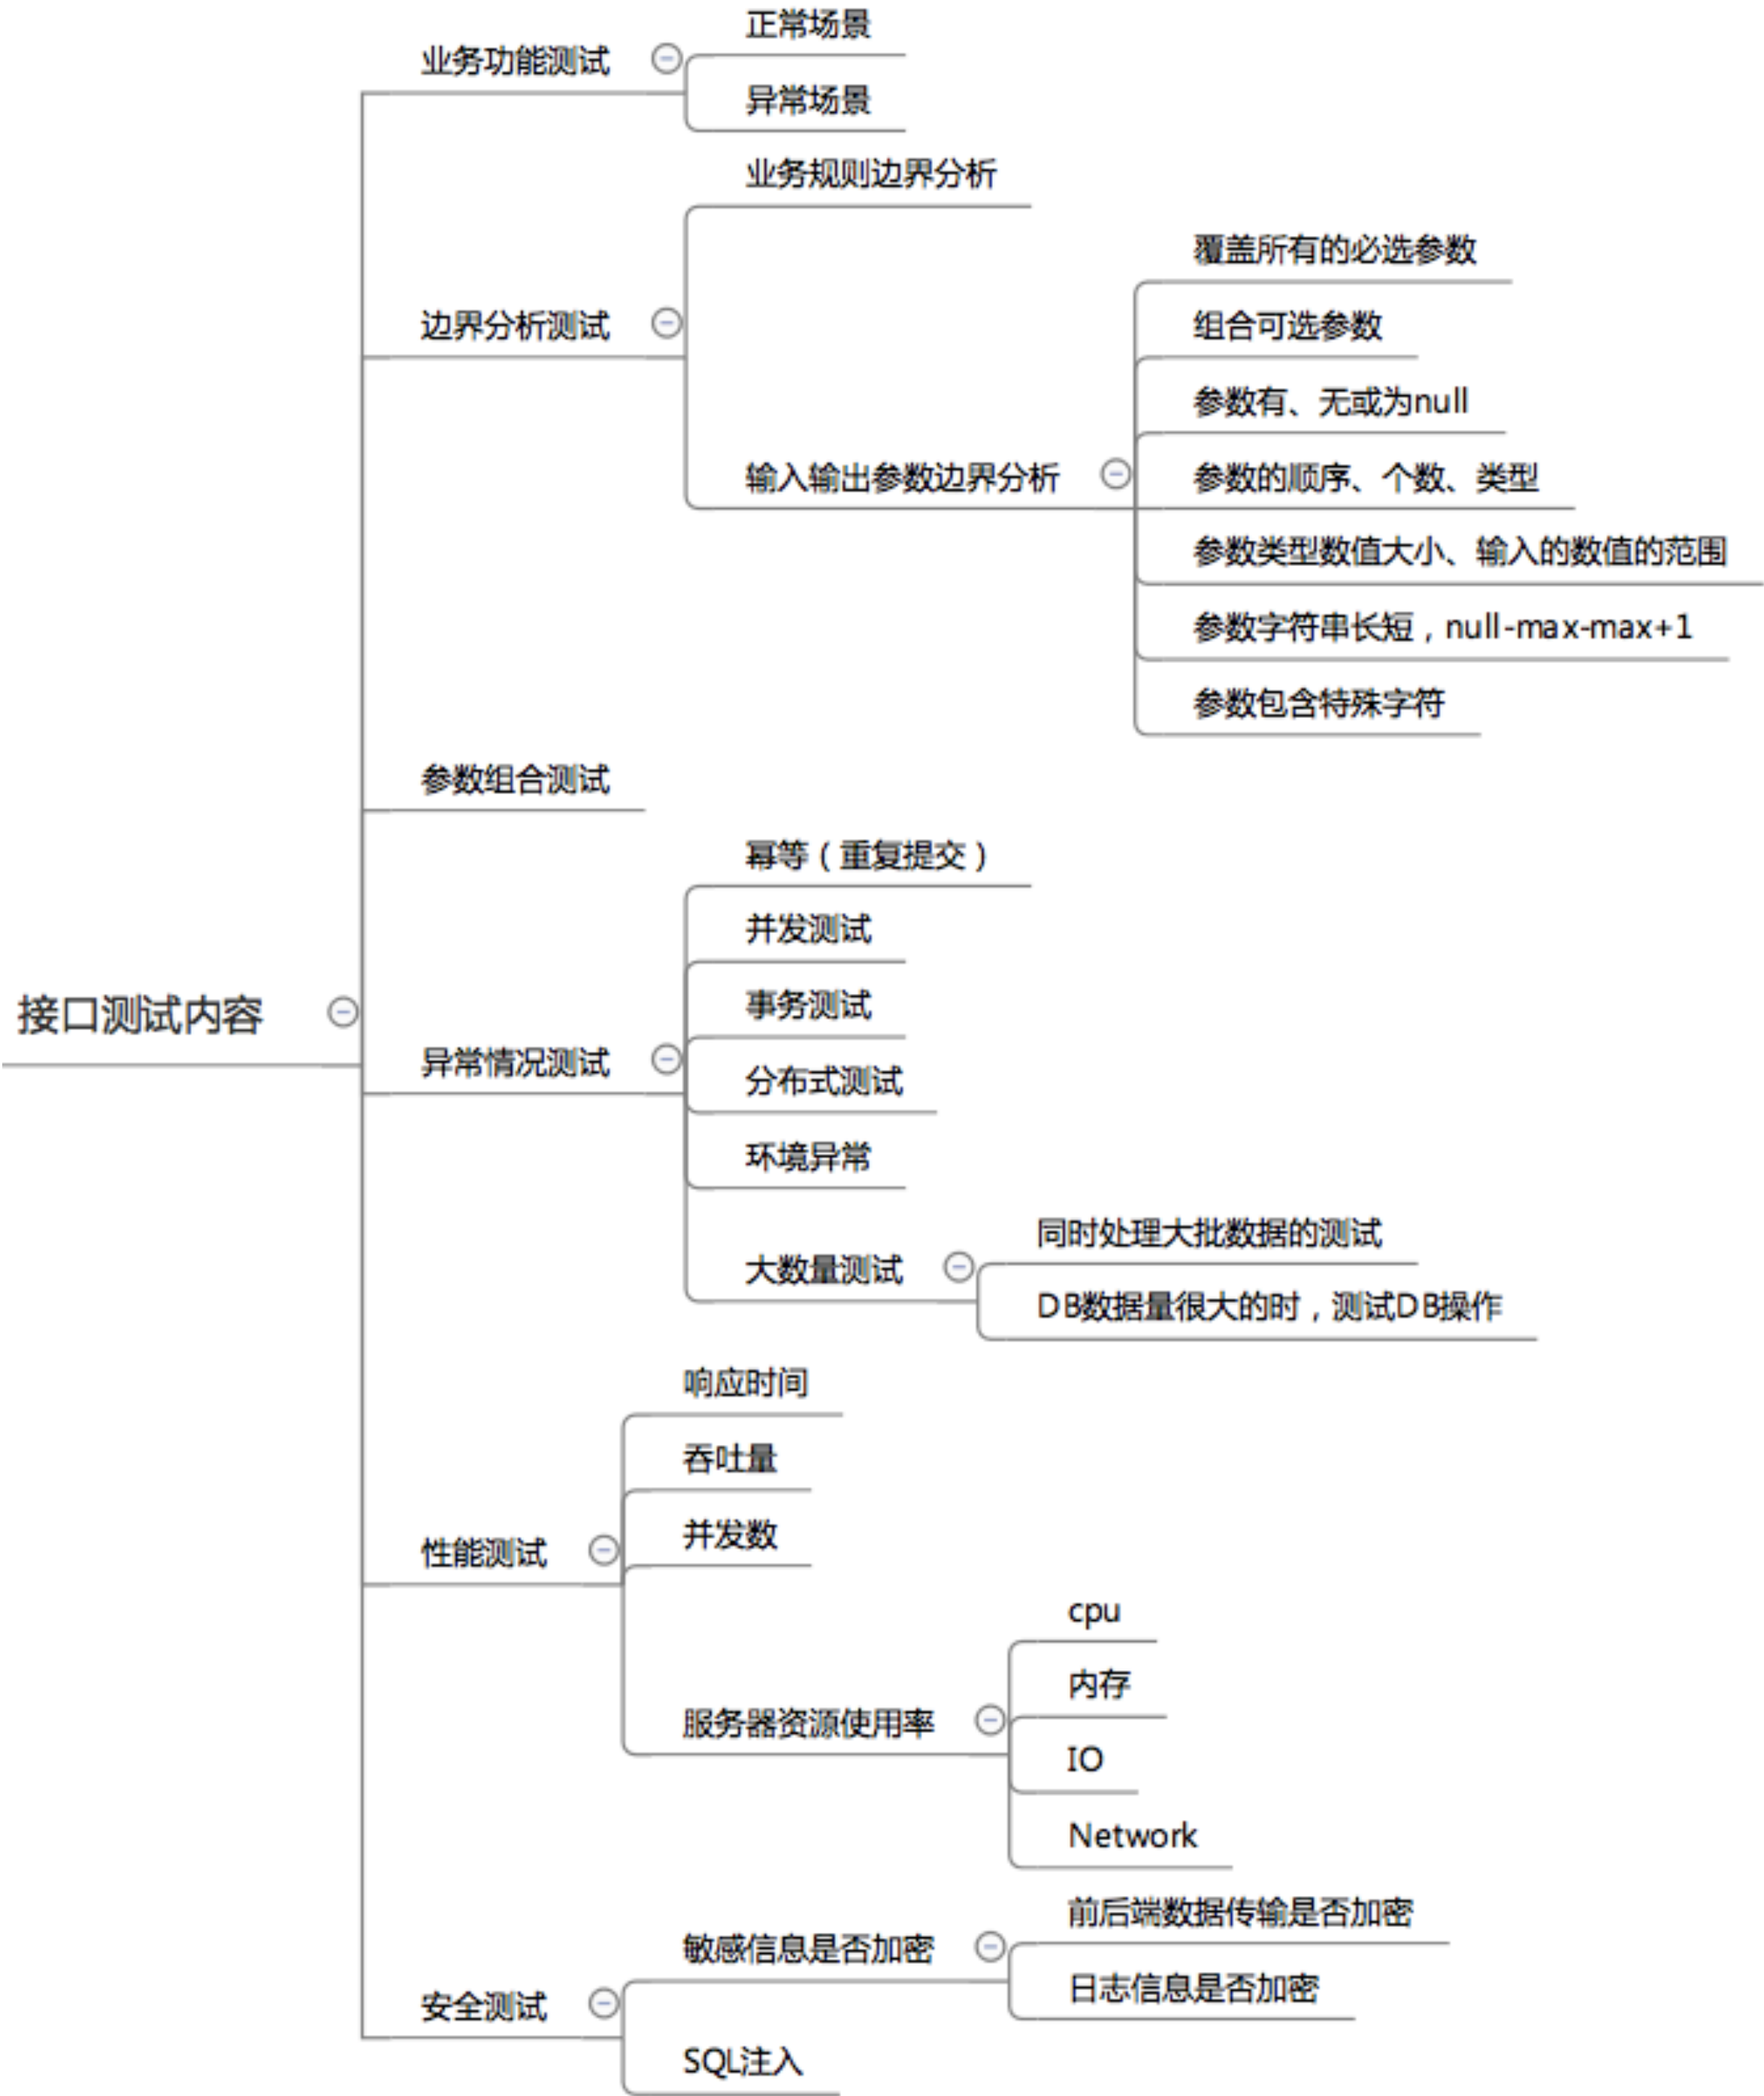 接口测试内容
业务功能测试
正常场景
异常场景
边界分析测试
业务规则边界分析
输入输出参数边界分析
覆盖所有的必选参数
组合可选参数
参数有、无或为null
参数的顺序、个数、类型
参数类型数值大小、输入的数值的范围
参数字符串长短，null-max-max+1
参数包含特殊字符
参数组合测试
异常情况测试
幂等（重复提交）
并发测试
事务测试
分布式测试
环境异常
大数量测试
同时处理大批数据的测试
DB数据量很大的时，测试DB操作
性能测试
响应时间
吞吐量
并发数
服务器资源使用率
cpu
内存
IO
Network
安全测试
敏感信息是否加密
前后端数据传输是否加密
日志信息是否加密
SQL注入